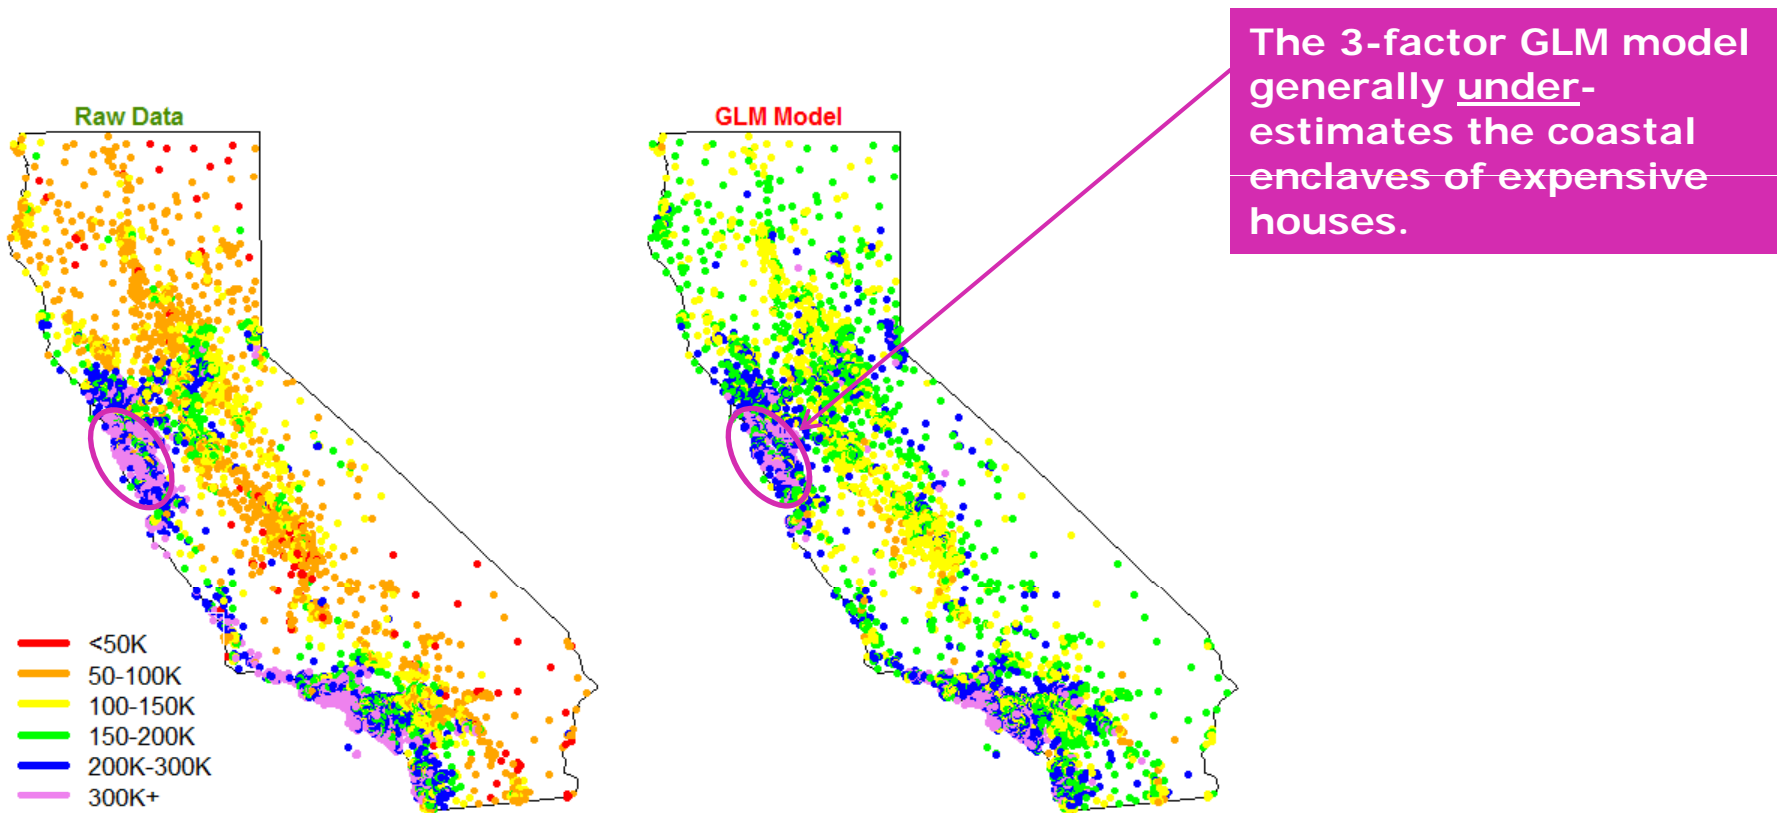 The 3-factor GLM model
generally under-
estimates the coastal
enclaves of expensive
houses.
Raw Data
GLM Model
<50K
50-100K
100-150K
150-200K
200K-300K
300K+